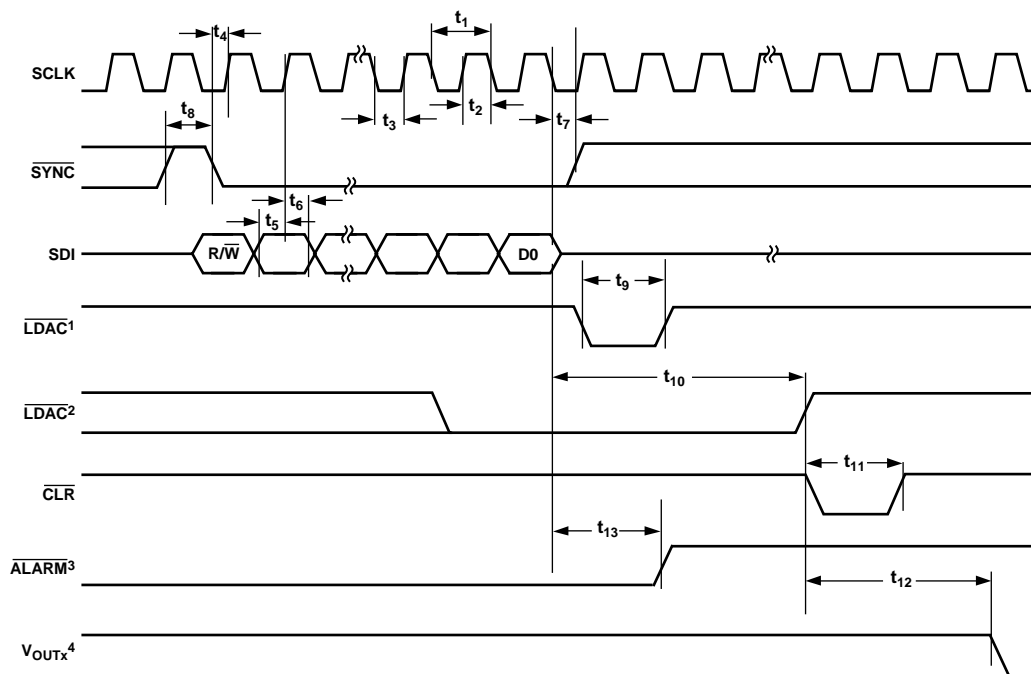 t4
t1
SCLK
t3
t2
t8
t7
SYNC
t6
t5
SDI
R/W
D0
t9
LDAC1
t10
LDAC2
t11
CLR
t13
ALARM3
t12
VOUTX4